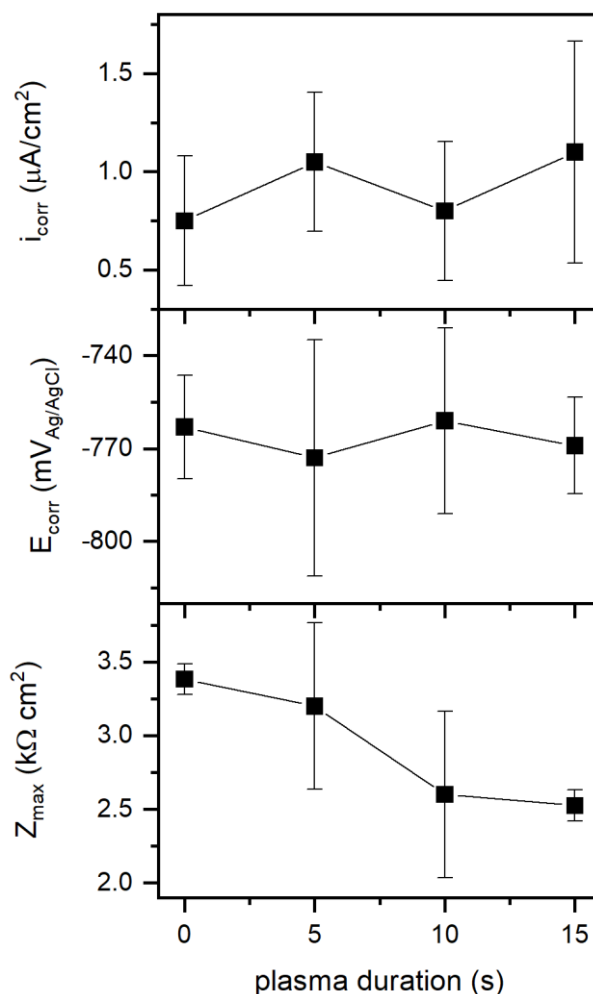 i_corr (μA/cm²)
1.5
1.0
0.5
E_corr (mV_Ag/AgCl)
-740
-770
-800
Z_max (kΩ cm²)
3.5
3.0
2.5
2.0
0 5 10 15
plasma duration (s)